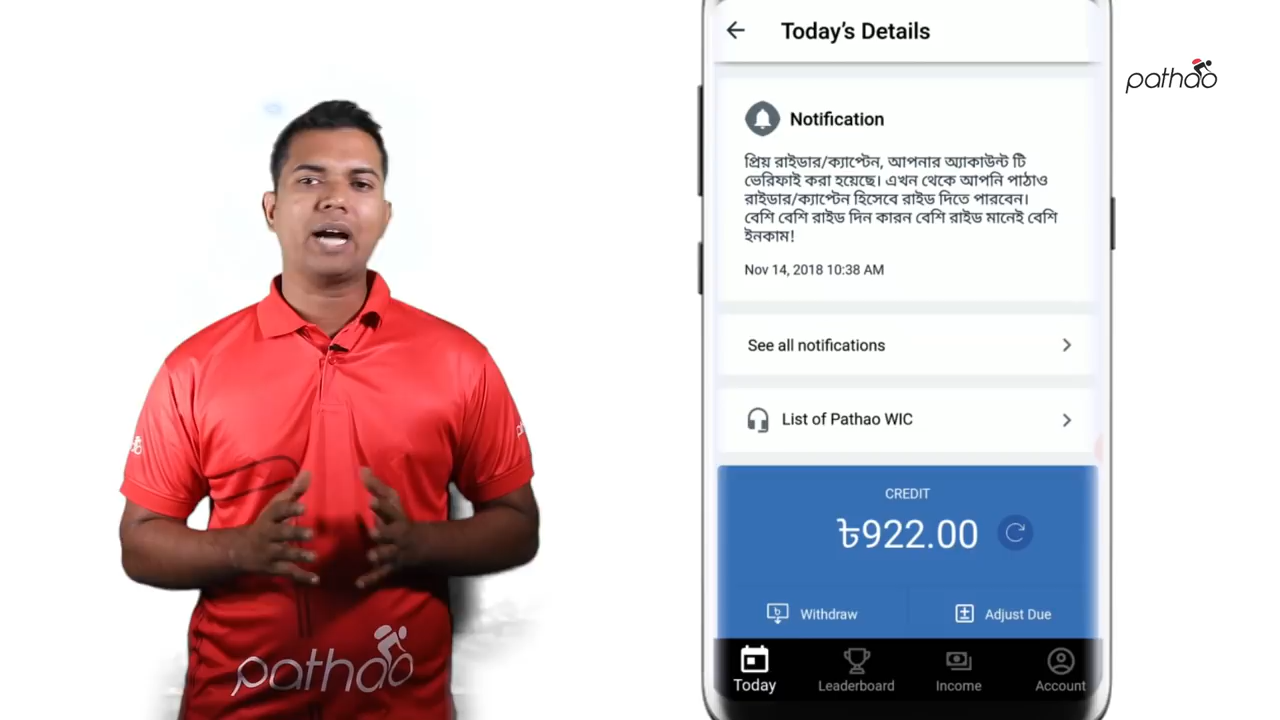 Today's Details
pathao
Notification
প্রিয় রাইডার/ক্যাপ্টেন, আপনার অ্যাকাউন্ট টি
ভেরিফাই করা হয়েছে। এখন থেকে আপনি পাঠাও
রাইডার/ক্যাপ্টেন হিসেবে রাইড দিতে পারবেন।
বেশি বেশি রাইড দিন কারন বেশি রাইড মানেই বেশি
ইনকাম!
Nov 14, 2018 10:38 AM
See all notifications
List of Pathao WIC
CREDIT
৳922.00
Withdraw
Adjust Due
Today
Leaderboard
Income
Account
pathao